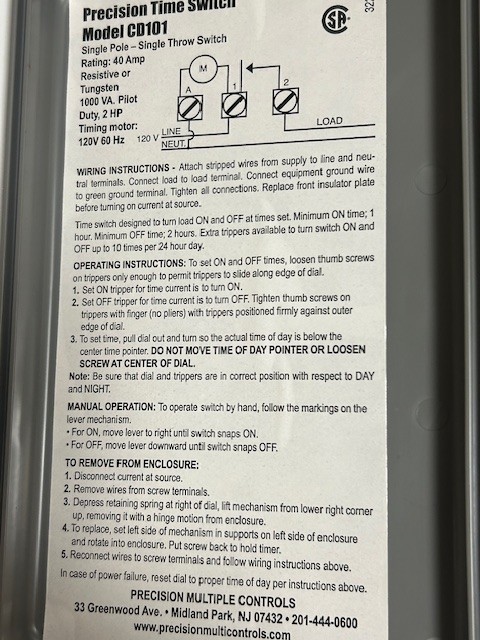 Precision Time Switch
Model CD101
Single Pole – Single Throw Switch
Rating: 40 Amp
Resistive or
Tungsten
1000 VA. Pilot
Duty, 2 HP
Timing motor:
120V 60 Hz
SA
M
A
1
2
LOAD
120 V
LINE
NEUT.
WIRING INSTRUCTIONS - Attach stripped wires from supply to line and neu-
tral terminals. Connect load to load terminal. Connect equipment ground wire
to green ground terminal. Tighten all connections. Replace front insulator plate
before turning on current at source.
Time switch designed to turn load ON and OFF at times set. Minimum ON time; 1
hour. Minimum OFF time; 2 hours. Extra trippers available to turn switch ON and
OFF up to 10 times per 24 hour day.
OPERATING INSTRUCTIONS: To set ON and OFF times, loosen thumb screws
on trippers only enough to permit trippers to slide along edge of dial.
1. Set ON tripper for time current is to turn ON.
2. Set OFF tripper for time current is to turn OFF. Tighten thumb screws on
trippers with finger (no pliers) with trippers positioned firmly against outer
edge of dial.
3. To set time, pull dial out and turn so the actual time of day is below the
center time pointer. DO NOT MOVE TIME OF DAY POINTER OR LOOSEN
SCREW AT CENTER OF DIAL.
Note: Be sure that dial and trippers are in correct position with respect to DAY
and NIGHT.
MANUAL OPERATION: To operate switch by hand, follow the markings on the
lever mechanism.
• For ON, move lever to right until switch snaps ON.
• For OFF, move lever downward until switch snaps OFF.
TO REMOVE FROM ENCLOSURE:
1. Disconnect current at source.
2. Remove wires from screw terminals.
3. Depress retaining spring at right of dial, lift mechanism from lower right corner
up, removing it with a hinge motion from enclosure.
4. To replace, set left side of mechanism in supports on left side of enclosure
and rotate into enclosure. Put screw back to hold timer.
5. Reconnect wires to screw terminals and follow wiring instructions above.
In case of power failure, reset dial to proper time of day per instructions above.
PRECISION MULTIPLE CONTROLS
33 Greenwood Ave. • Midland Park, NJ 07432 • 201-444-0600
www.precisionmulticontrols.com